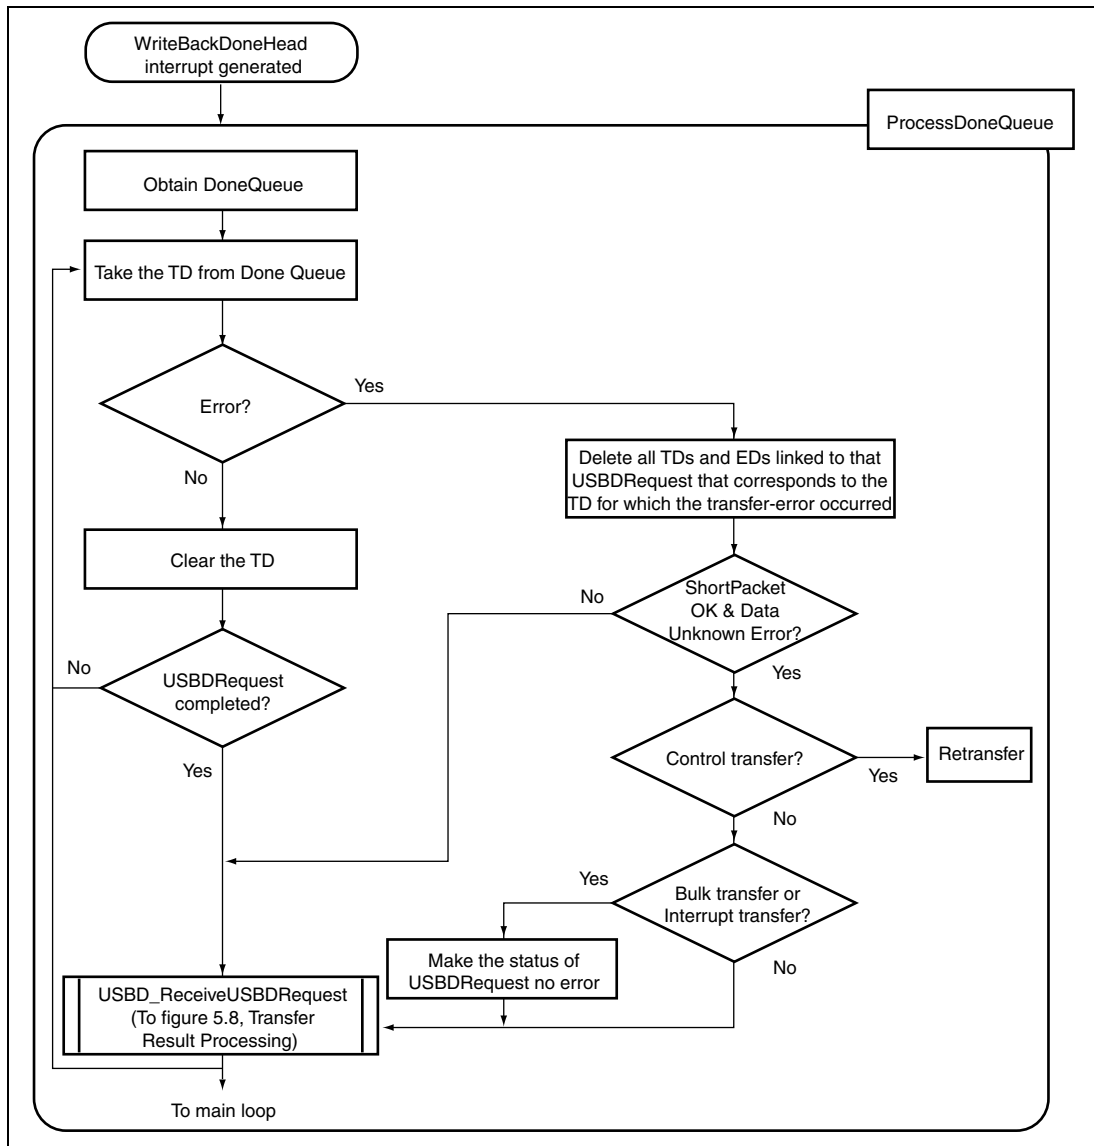 WriteBackDoneHead
interrupt generated
ProcessDoneQueue
Obtain DoneQueue
Take the TD from Done Queue
Error?
Yes
No
Delete all TDs and EDs linked to that
USBDRequest that corresponds to the
TD for which the transfer-error occurred
Clear the TD
ShortPacket
OK & Data
Unknown Error?
No
Yes
USBDRequest
completed?
No
Yes
Control transfer?
Yes
No
Retransfer
Bulk transfer or
Interrupt transfer?
Yes
No
Make the status of
USBDRequest no error
USBD_ReceiveUSBDRequest
(To figure 5.8, Transfer
Result Processing)
To main loop